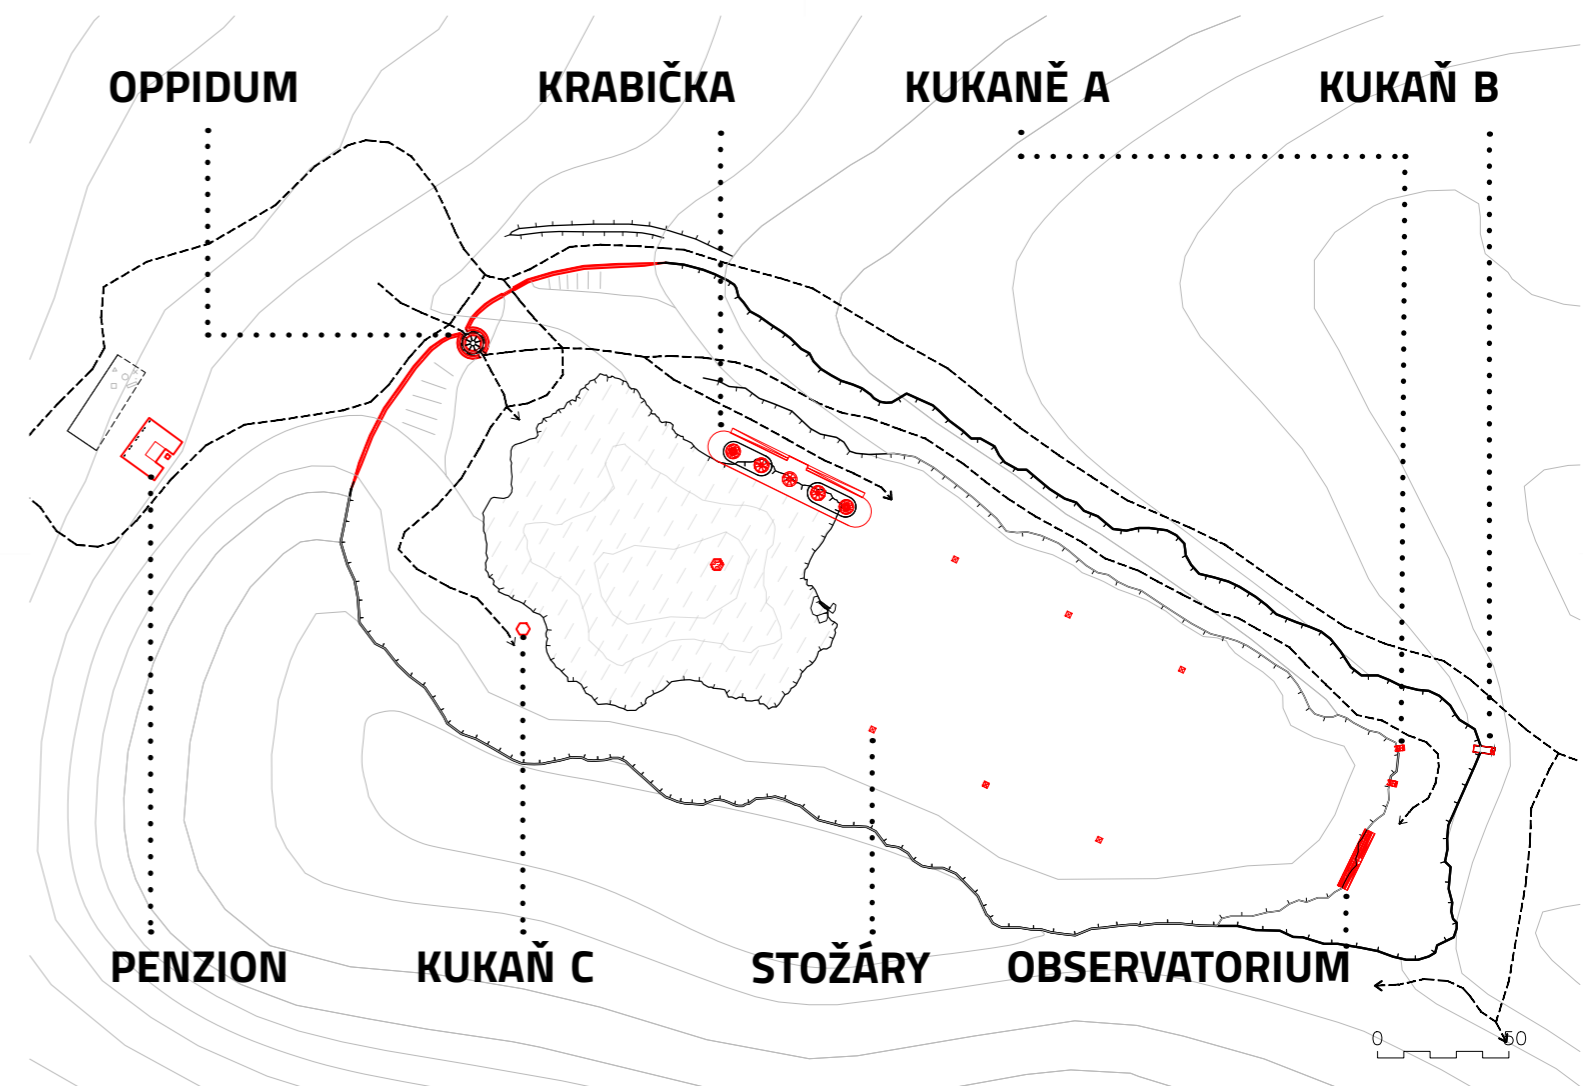 OPPIDUM
KRABIČKA
KUKANĚ A
KUKAŇ B
PENZION
KUKAŇ C
STOŽÁRY
OBSERVATORIUM
0
50